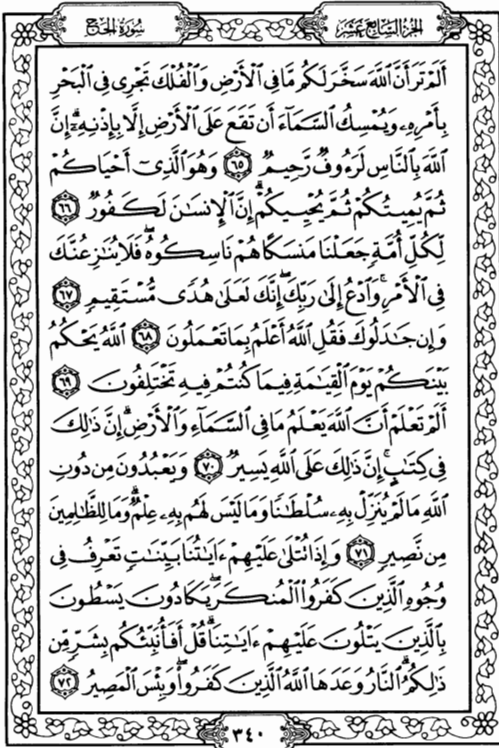 الجزء السابع عشر
سورة الحج
أَلَمْ تَرَ أَنَّ ٱللَّهَ سَخَّرَ لَكُم مَّا فِى ٱلْأَرْضِ وَٱلْفُلْكَ تَجْرِى فِى ٱلْبَحْرِ
بِأَمْرِهِۦ وَيُمْسِكُ ٱلسَّمَآءَ أَن تَقَعَ عَلَى ٱلْأَرْضِ إِلَّا بِإِذْنِهِۦٓ ۗ إِنَّ
ٱللَّهَ بِٱلنَّاسِ لَرَءُوفٌ رَّحِيمٌ ٦٥ وَهُوَ ٱلَّذِىٓ أَحْيَاكُمْ
ثُمَّ يُمِيتُكُمْ ثُمَّ يُحْيِيكُمْ ۗ إِنَّ ٱلْإِنسَـٰنَ لَكَفُورٌ ٦٦
لِّكُلِّ أُمَّةٍ جَعَلْنَا مَنسَكًا هُمْ نَاسِكُوهُ ۖ فَلَا يُنَـٰزِعُنَّكَ
فِى ٱلْأَمْرِ ۚ وَٱدْعُ إِلَىٰ رَبِّكَ ۖ إِنَّكَ لَعَلَىٰ هُدًى مُّسْتَقِيمٍ ٦٧
وَإِن جَـٰدَلُوكَ فَقُلِ ٱللَّهُ أَعْلَمُ بِمَا تَعْمَلُونَ ٦٨ ٱللَّهُ يَحْكُمُ
بَيْنَكُمْ يَوْمَ ٱلْقِيَـٰمَةِ فِيمَا كُنتُمْ فِيهِ تَخْتَلِفُونَ ٦٩
أَلَمْ تَعْلَمْ أَنَّ ٱللَّهَ يَعْلَمُ مَا فِى ٱلسَّمَآءِ وَٱلْأَرْضِ ۗ إِنَّ ذَٰلِكَ
فِى كِتَـٰبٍ ۚ إِنَّ ذَٰلِكَ عَلَى ٱللَّهِ يَسِيرٌ ٧٠ وَيَعْبُدُونَ مِن دُونِ
ٱللَّهِ مَا لَمْ يُنَزِّلْ بِهِۦ سُلْطَـٰنًا وَمَا لَيْسَ لَهُم بِهِۦ عِلْمٌ ۗ وَمَا لِلظَّـٰلِمِينَ
مِن نَّصِيرٍ ٧١ وَإِذَا تُتْلَىٰ عَلَيْهِمْ ءَايَـٰتُنَا بَيِّنَـٰتٍ تَعْرِفُ فِى
وُجُوهِ ٱلَّذِينَ كَفَرُوا۟ ٱلْمُنكَرَ ۖ يَكَادُونَ يَسْطُونَ
بِٱلَّذِينَ يَتْلُونَ عَلَيْهِمْ ءَايَـٰتِنَا ۗ قُلْ أَفَأُنَبِّئُكُم بِشَرٍّ مِّن
ذَٰلِكُمُ ۗ ٱلنَّارُ وَعَدَهَا ٱللَّهُ ٱلَّذِينَ كَفَرُوا۟ ۖ وَبِئْسَ ٱلْمَصِيرُ ٧٢
٣٤٠